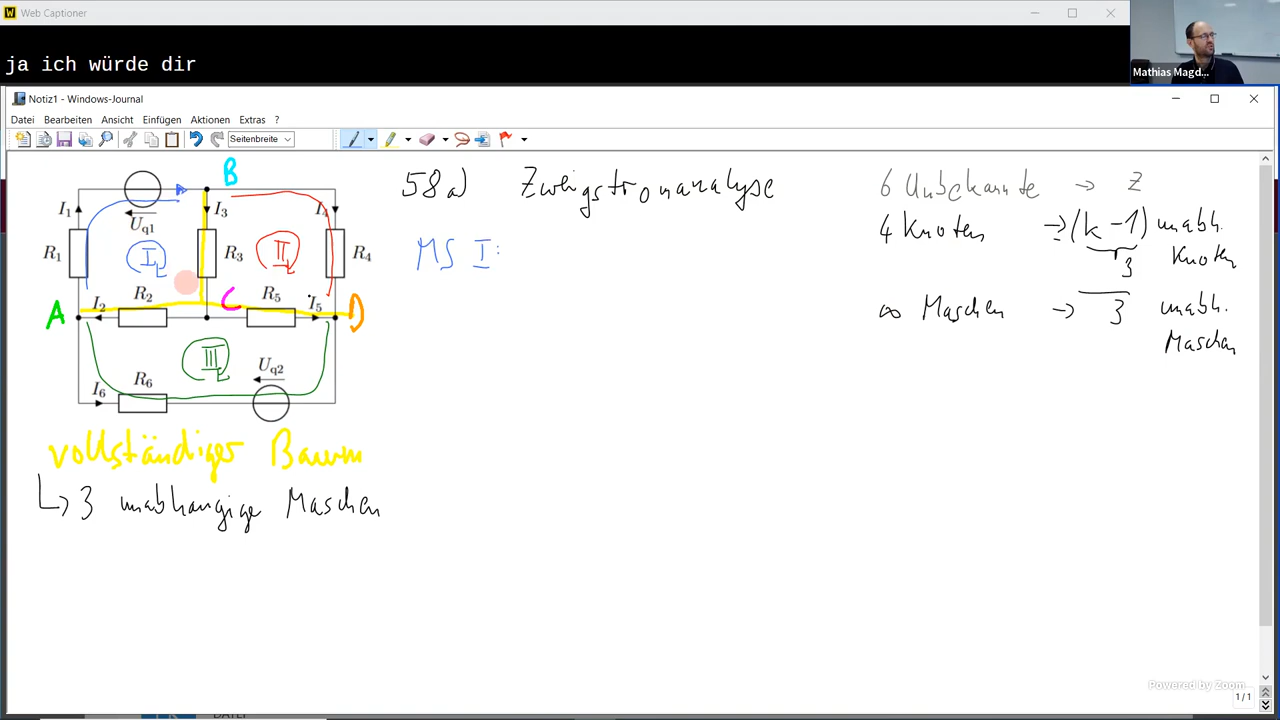 Web Captioner
ja ich würde dir
Mathias Magd...
Notiz1 - Windows-Journal
Datei Bearbeiten Ansicht Einfügen Aktionen Extras ?
Seitenbreite
58a) Zweigstromanalyse
6 Unbekannte → Z
4 Knoten → (k-1) unabh. Knoten
3
∞ Maschen → 3 unabh. Maschen
MS I:
B
I1
Uq1
I3
I4
R1
I
R3
II
R4
A
I2
R2
C
R5
I5
D
III
Uq2
I6
R6
vollständiger Baum
↳ 3 unabhängige Maschen
Powered by Zoom
1/1